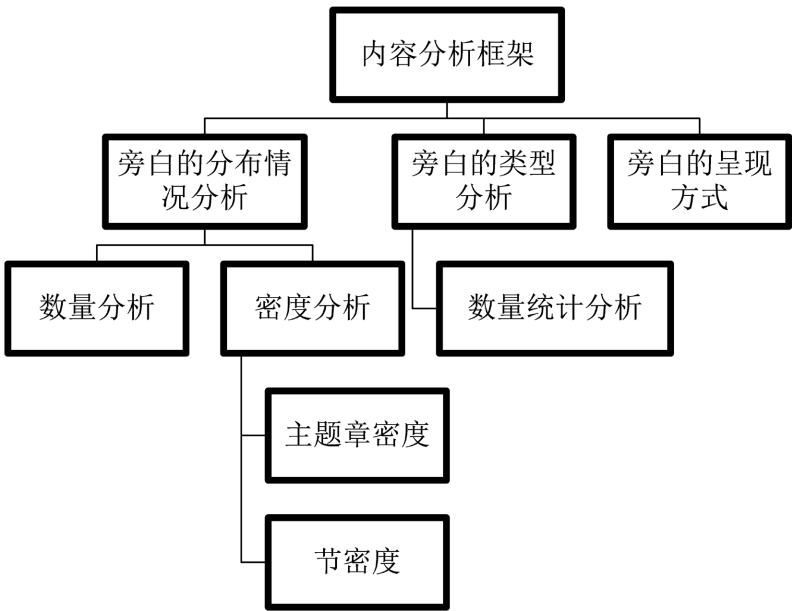 内容分析框架
旁白的分布情
况分析
旁白的类型
分析
旁白的呈现
方式
数量分析
密度分析
数量统计分析
主题章密度
节密度